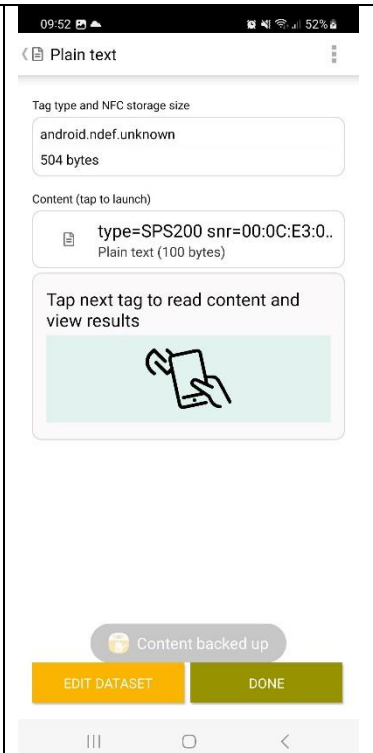 09:52 52%
Plain text
Tag type and NFC storage size
android.ndef.unknown
504 bytes
Content (tap to launch)
type=SPS200 snr=00:0C:E3:0..
Plain text (100 bytes)
Tap next tag to read content and
view results
Content backed up
EDIT DATASET DONE